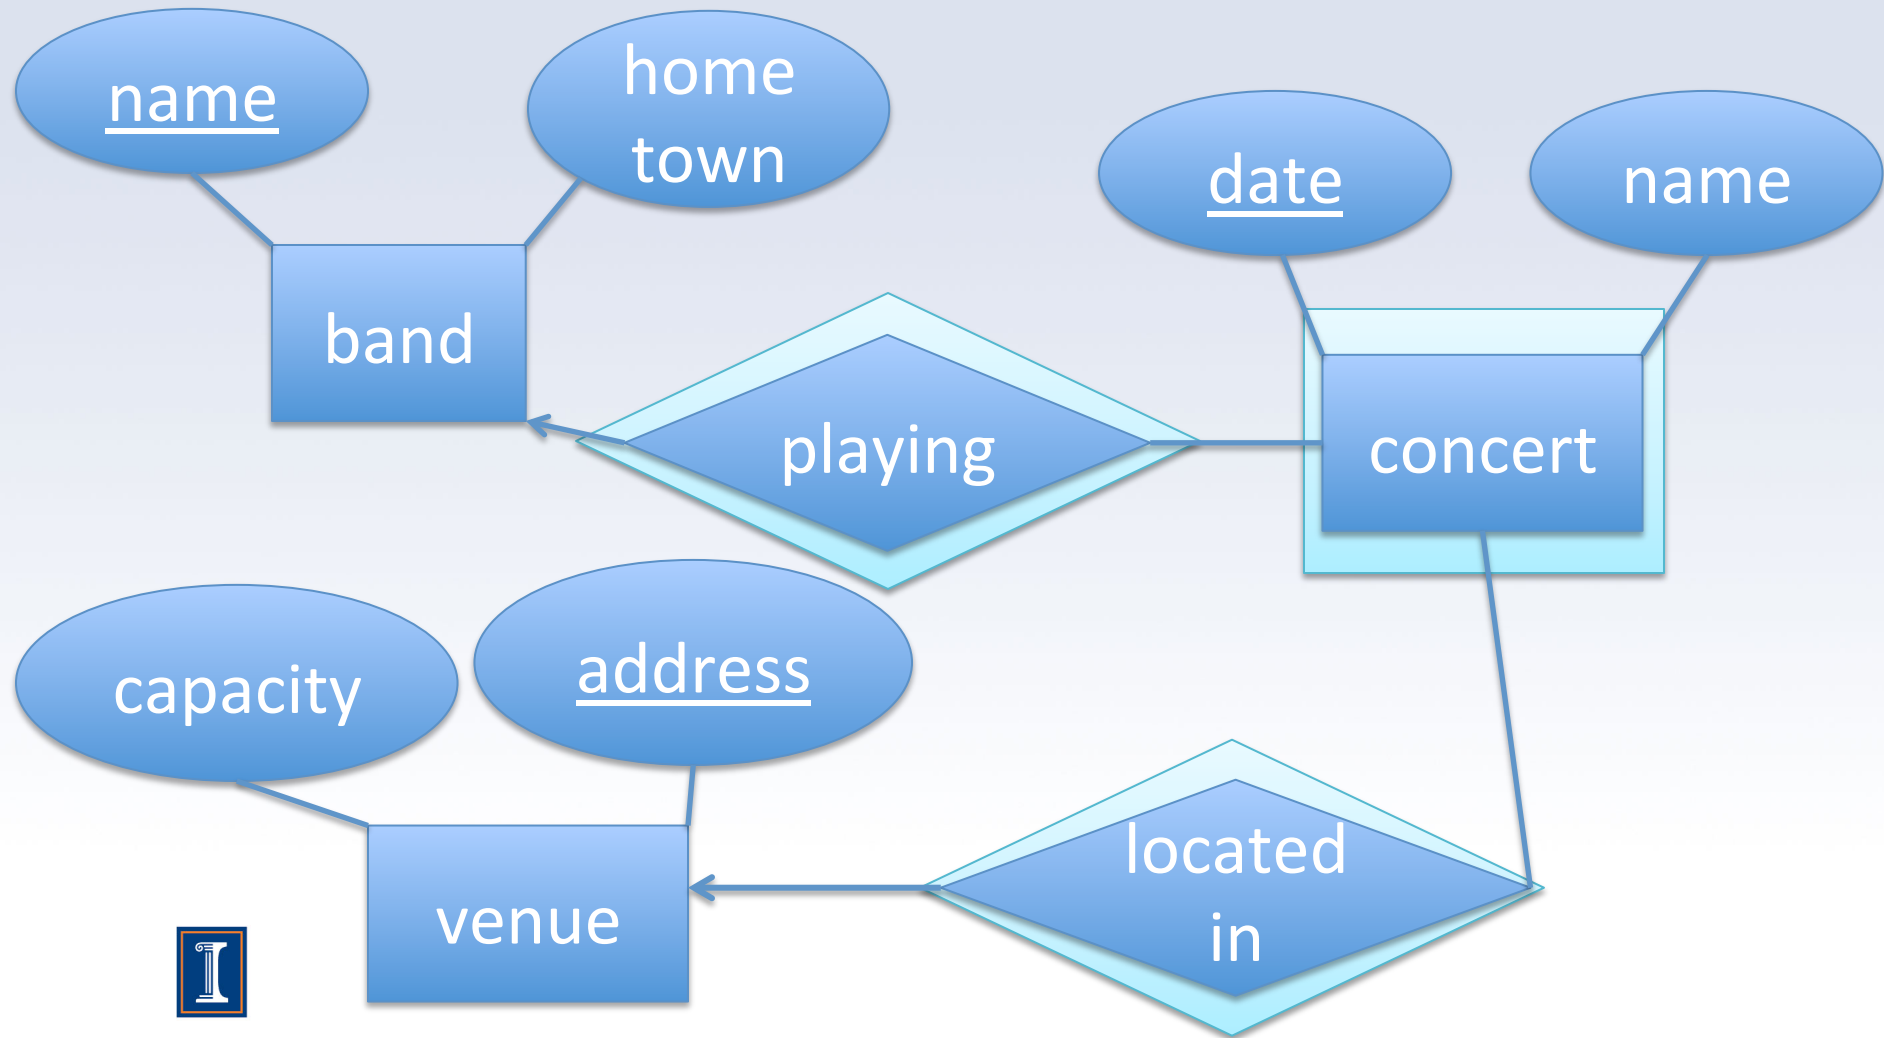 name
home
town
date
name
band
playing
concert
capacity
address
located
in
venue